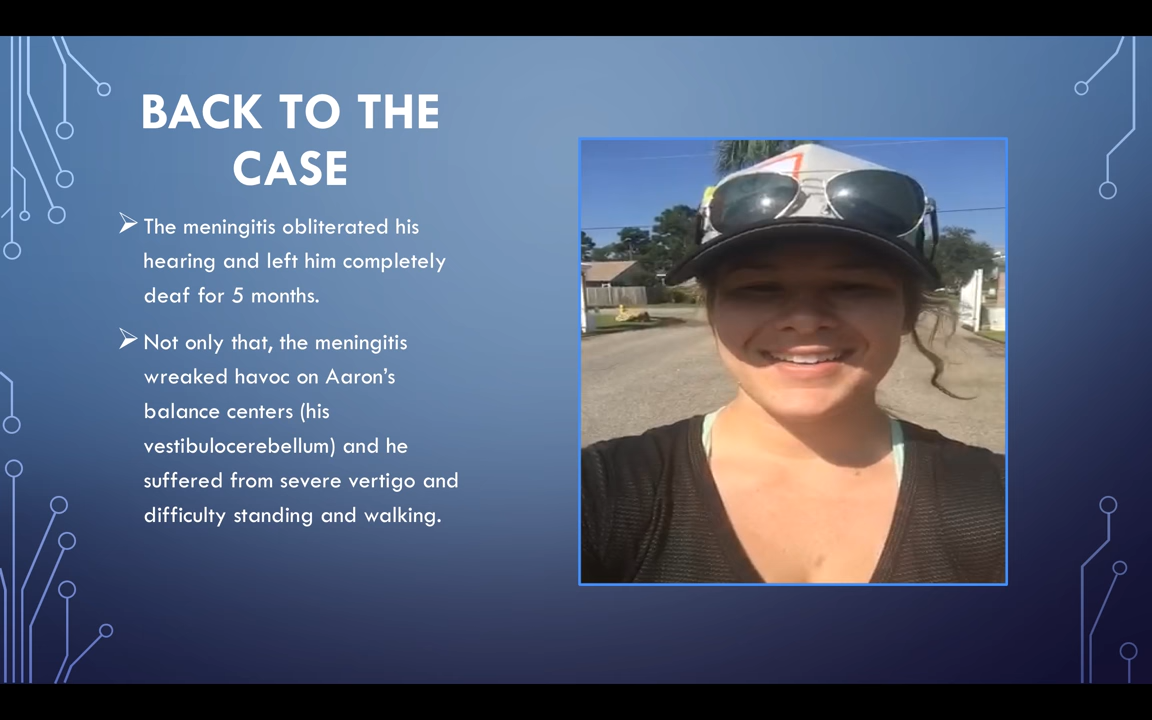 BACK TO THE
CASE
The meningitis obliterated his
hearing and left him completely
deaf for 5 months.
Not only that, the meningitis
wreaked havoc on Aaron’s
balance centers (his
vestibulocerebellum) and he
suffered from severe vertigo and
difficulty standing and walking.